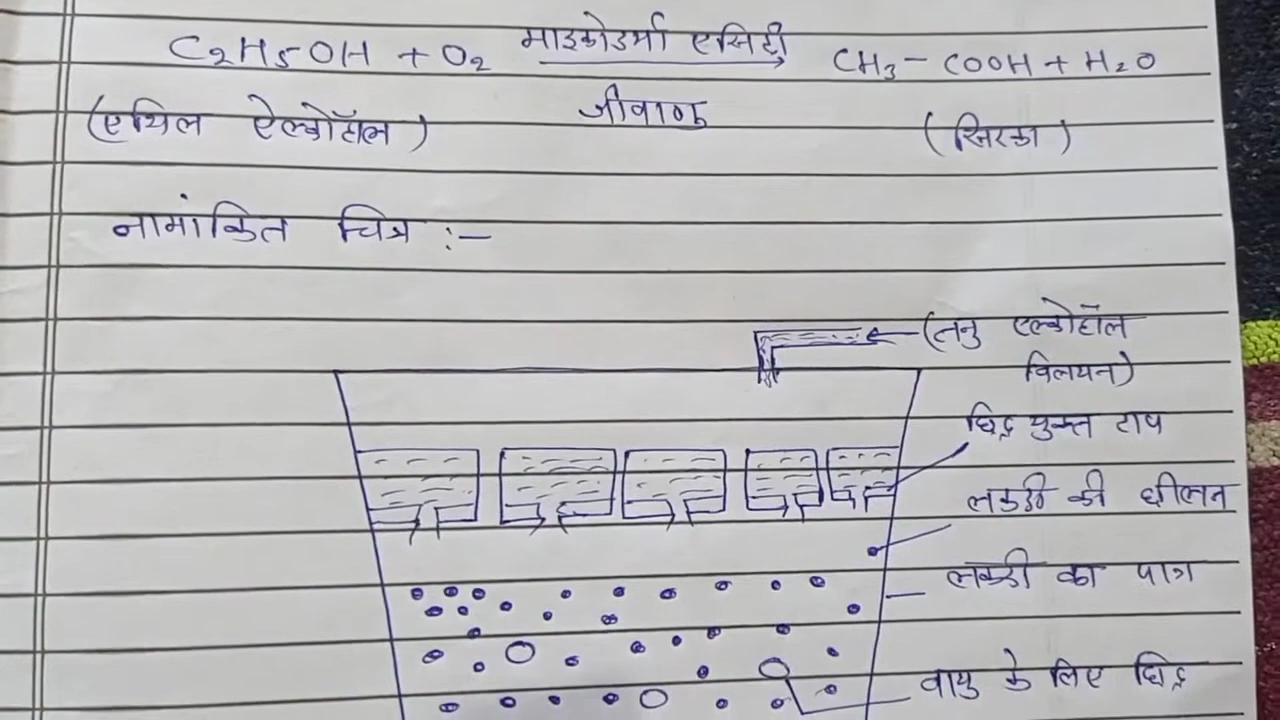 C2H5OH + O2 माइकोडर्मा एसिटी CH3 - COOH + H2O
(एथिल ऐल्कोहॉल) जीवाणु (सिरका)
नामांकित चित्र :-
(तनु एल्कोहॉल
विलयन)
छिद्र युक्त टाप
लकडी की छीलन
लकडी का पात्र
वायु के लिए छिद्र